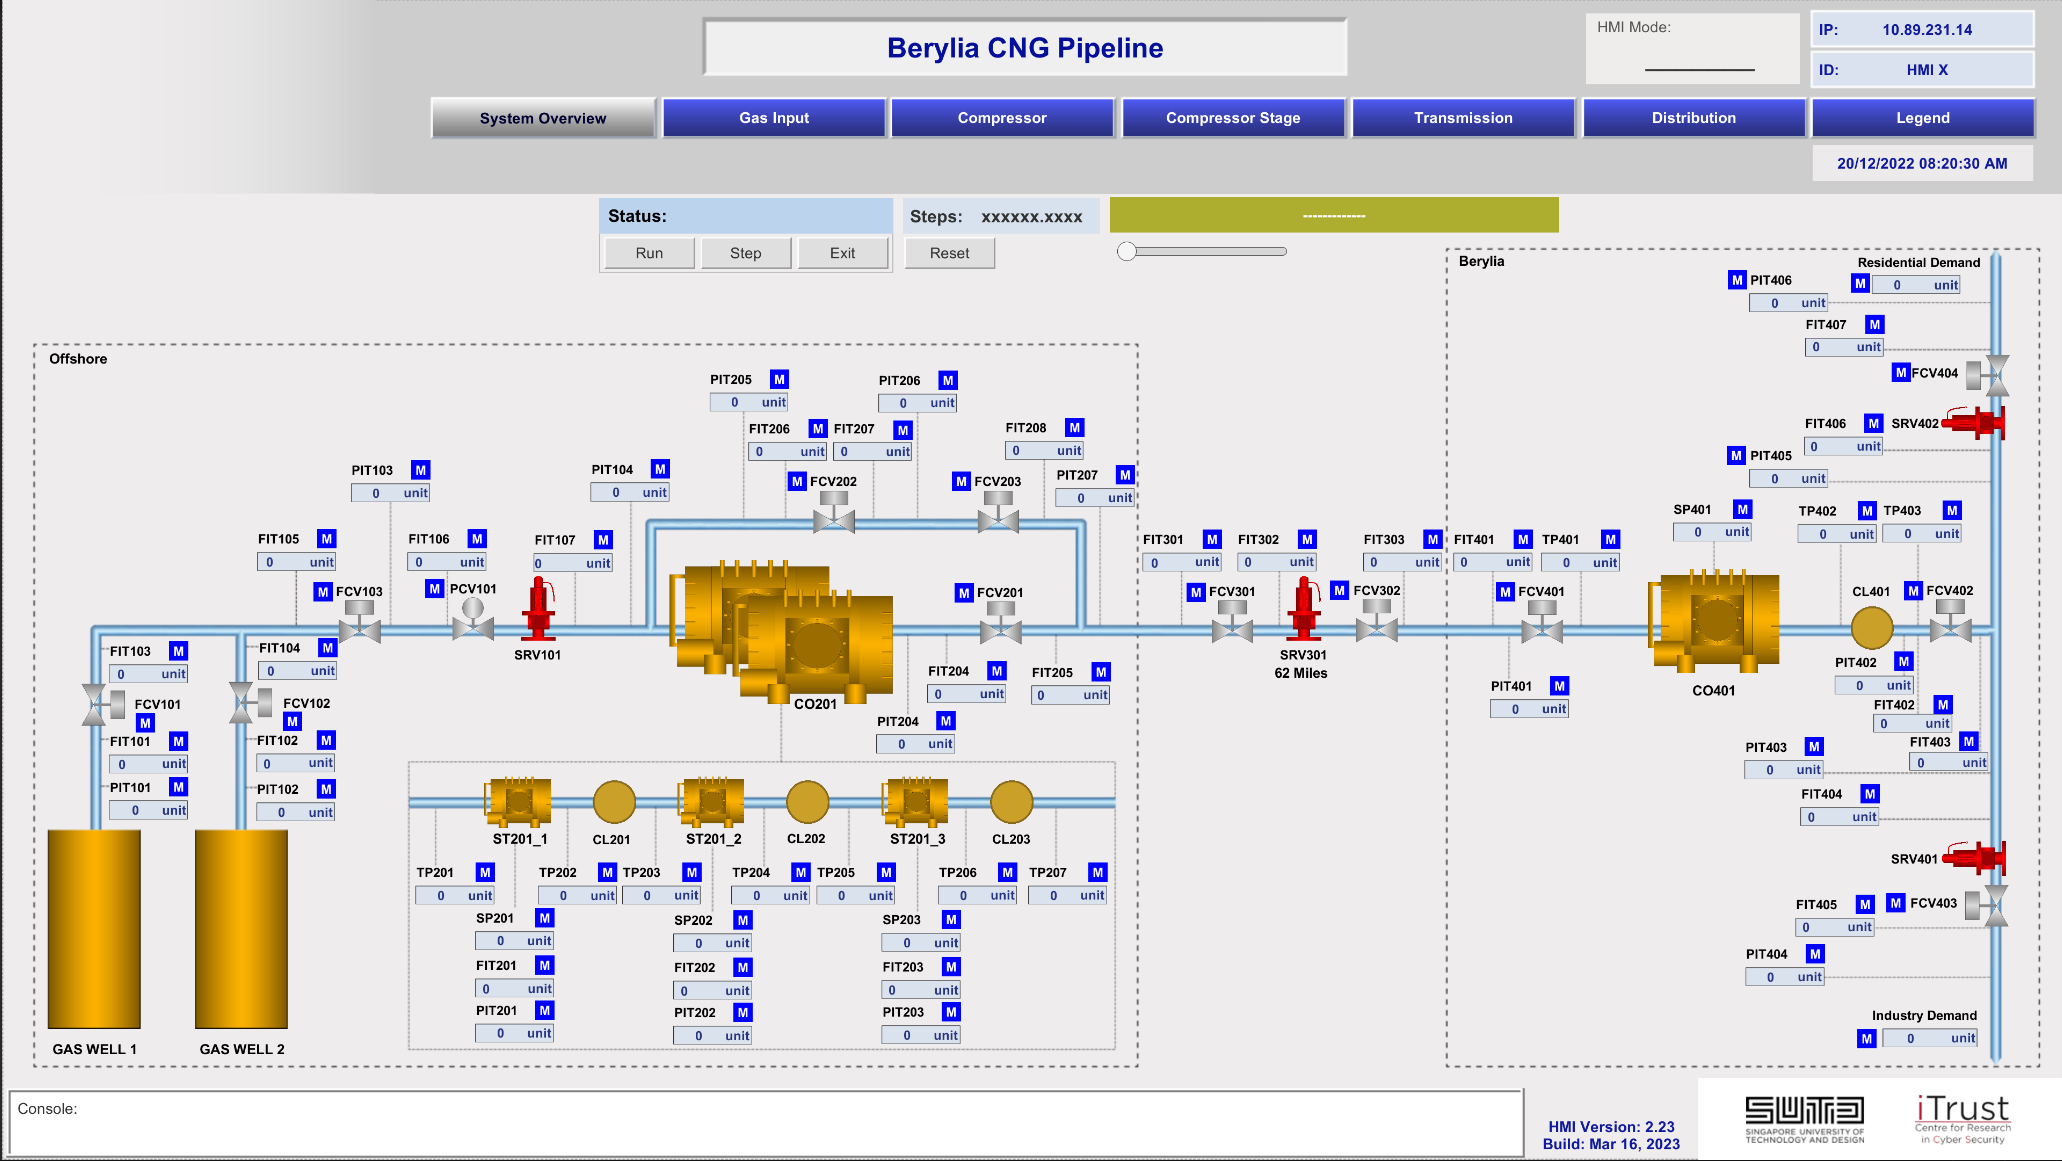 Berylia CNG Pipeline
HMI Mode:
IP: 10.89.231.14
ID: HMI X
System Overview
Gas Input
Compressor
Compressor Stage
Transmission
Distribution
Legend
20/12/2022 08:20:30 AM
Status:
Steps: xxxxxx.xxxx
-------------
Run
Step
Exit
Reset
Offshore
PIT205 M
0 unit
PIT206 M
0 unit
FIT206 M
0 unit
FIT207 M
0 unit
FIT208 M
0 unit
PIT103 M
0 unit
PIT104 M
0 unit
M FCV202
M FCV203
PIT207 M
0 unit
FIT105 M
0 unit
FIT106 M
0 unit
FIT107 M
0 unit
M FCV103
M PCV101
SRV101
M FCV201
FIT103 M
0 unit
FIT104 M
0 unit
FCV101
M
FCV102
M
FIT101 M
0 unit
FIT102 M
0 unit
PIT101 M
0 unit
PIT102 M
0 unit
GAS WELL 1
GAS WELL 2
CO201
FIT204 M
0 unit
FIT205 M
0 unit
PIT204 M
0 unit
ST201_1
CL201
ST201_2
CL202
ST201_3
CL203
TP201 M
0 unit
TP202 M
0 unit
TP203 M
0 unit
TP204 M
0 unit
TP205 M
0 unit
TP206 M
0 unit
TP207 M
0 unit
SP201 M
0 unit
SP202 M
0 unit
SP203 M
0 unit
FIT201 M
0 unit
FIT202 M
0 unit
FIT203 M
0 unit
PIT201 M
0 unit
PIT202 M
0 unit
PIT203 M
0 unit
FIT301 M
0 unit
FIT302 M
0 unit
FIT303 M
0 unit
M FCV301
M FCV302
SRV301
62 Miles
Berylia
Residential Demand
M 0 unit
M PIT406
0 unit
FIT407 M
0 unit
M FCV404
FIT406 M
0 unit
SRV402
M PIT405
0 unit
SP401 M
0 unit
TP402 M
0 unit
TP403 M
0 unit
FIT401 M
0 unit
TP401 M
0 unit
M FCV401
CL401
M FCV402
PIT401 M
0 unit
CO401
PIT402 M
0 unit
FIT402 M
0 unit
FIT403 M
0 unit
PIT403 M
0 unit
FIT404 M
0 unit
SRV401
FIT405 M
0 unit
M FCV403
PIT404 M
0 unit
Industry Demand
M 0 unit
Console:
HMI Version: 2.23
Build: Mar 16, 2023
SUTD
SINGAPORE UNIVERSITY OF
TECHNOLOGY AND DESIGN
iTrust
Centre for Research
in Cyber Security